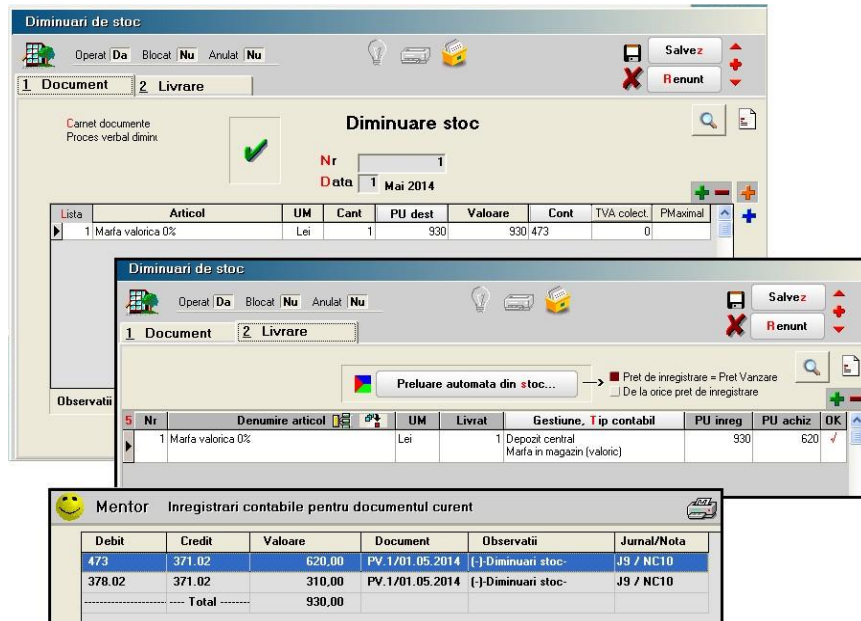 Diminuari de stoc
Operat Da Blocat Nu Anulat Nu
Salvez
Renunt
1 Document 2 Livrare
Carnet documente
Proces verbal diminu
Diminuare stoc
Nr 1
Data 1 Mai 2014
Lista Articol UM Cant PU dest Valoare Cont TVA colect. PMaximal
1 Marfa valorica 0% Lei 1 930 930 473 0
Observatii
Diminuari de stoc
Operat Da Blocat Nu Anulat Nu
Salvez
Renunt
1 Document 2 Livrare
Preluare automata din stoc...
Pret de inregistrare = Pret Vanzare
De la orice pret de inregistrare
5 Nr Denumire articol UM Livrat Gestiune, Tip contabil PU inreg PU achiz OK
1 Marfa valorica 0% Lei 1 Depozit central 930 620 √
Marfa in magazin (valoric)
Mentor Inregistrari contabile pentru documentul curent
Debit Credit Valoare Document Observatii Jurnal/Nota
473 371.02 620,00 PV.1/01.05.2014 (-)-Diminuari stoc- J9 / NC10
378.02 371.02 310,00 PV.1/01.05.2014 (-)-Diminuari stoc- J9 / NC10
---------------------- ---- Total -------- 930,00